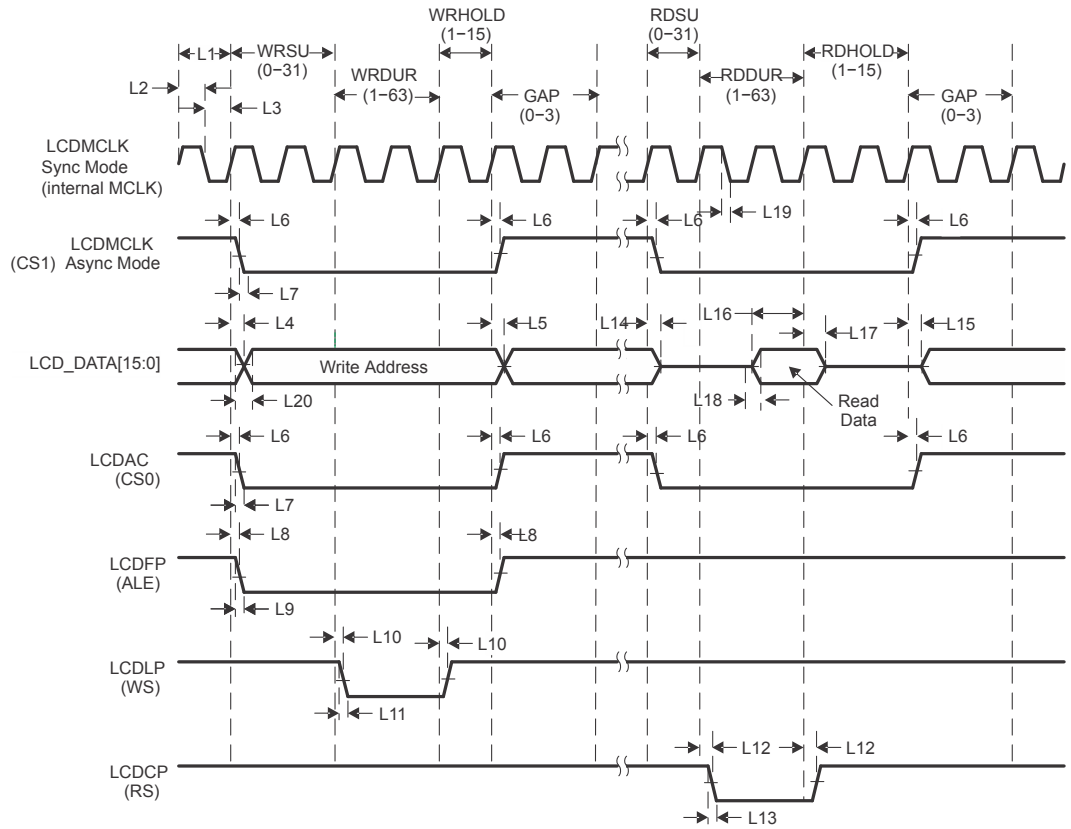 WRHOLD
(1−15)
RDSU
(0−31)
L1
WRSU
(0−31)
RDHOLD
(1−15)
L2
WRDUR
(1−63)
RDDUR
(1−63)
L3
GAP
(0−3)
GAP
(0−3)
LCDMCLK
Sync Mode
(internal MCLK)
L19
L6
L6
L6
L6
LCDMCLK
(CS1) Async Mode
L7
L4
L5
L14
L16
L17
L15
LCD_DATA[15:0]
Write Address
L20
L18
Read
Data
L6
L6
L6
L6
LCDAC
(CS0)
L7
L8
L8
LCDFP
(ALE)
L9
L10
L10
LCDLP
(WS)
L11
L12
L12
LCDCP
(RS)
L13